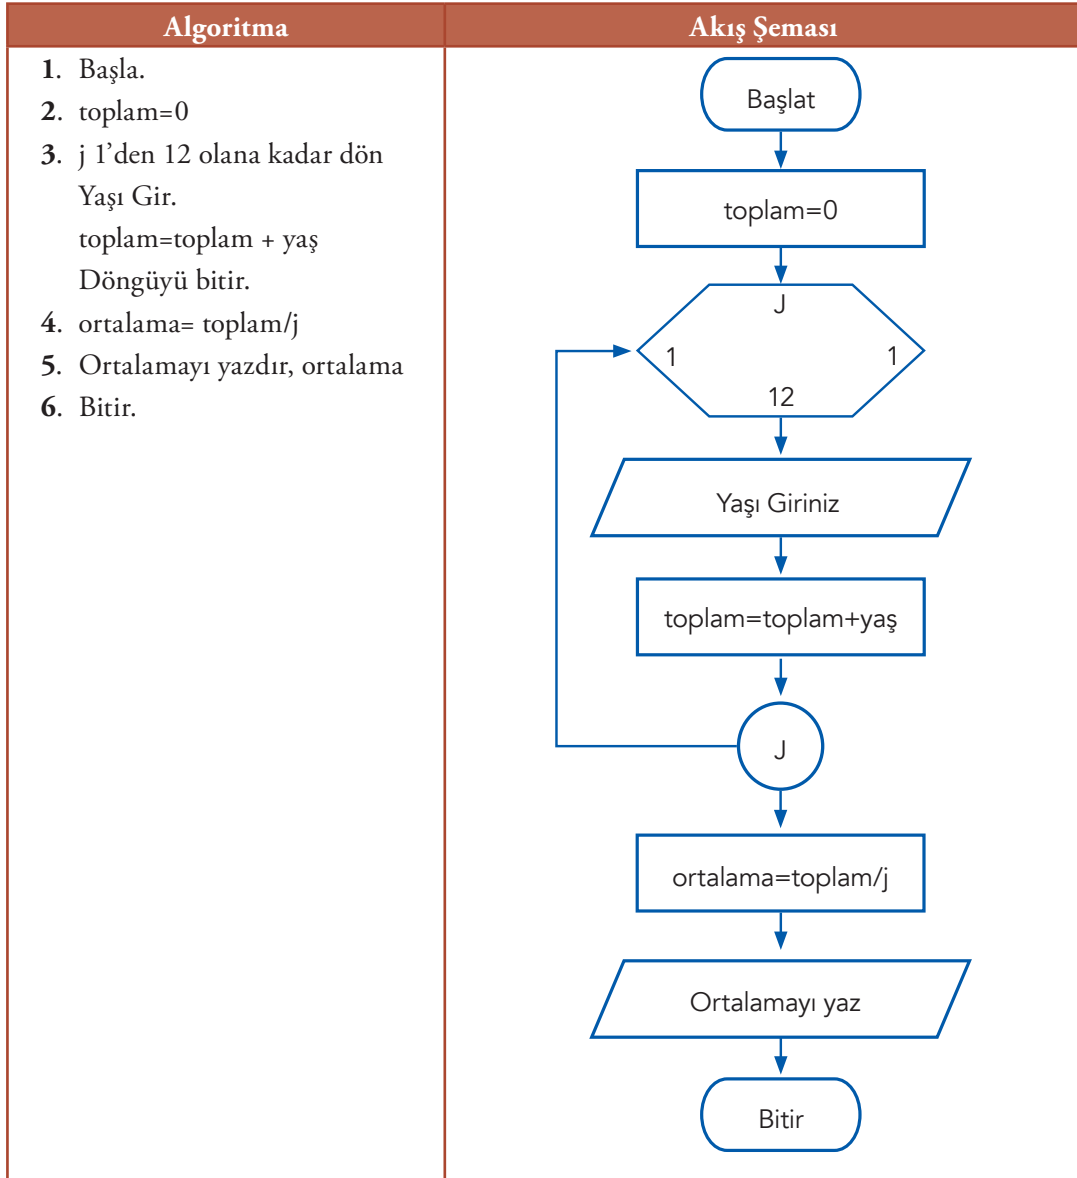 Algoritma
1. Başla.
2. toplam=0
3. j 1’den 12 olana kadar dön
Yaşı Gir.
toplam=toplam + yaş
Döngüyü bitir.
4. ortalama= toplam/j
5. Ortalamayı yazdır, ortalama
6. Bitir.
Akış Şeması
Başlat
toplam=0
J
1 1
12
Yaşı Giriniz
toplam=toplam+yaş
J
ortalama=toplam/j
Ortalamayı yaz
Bitir